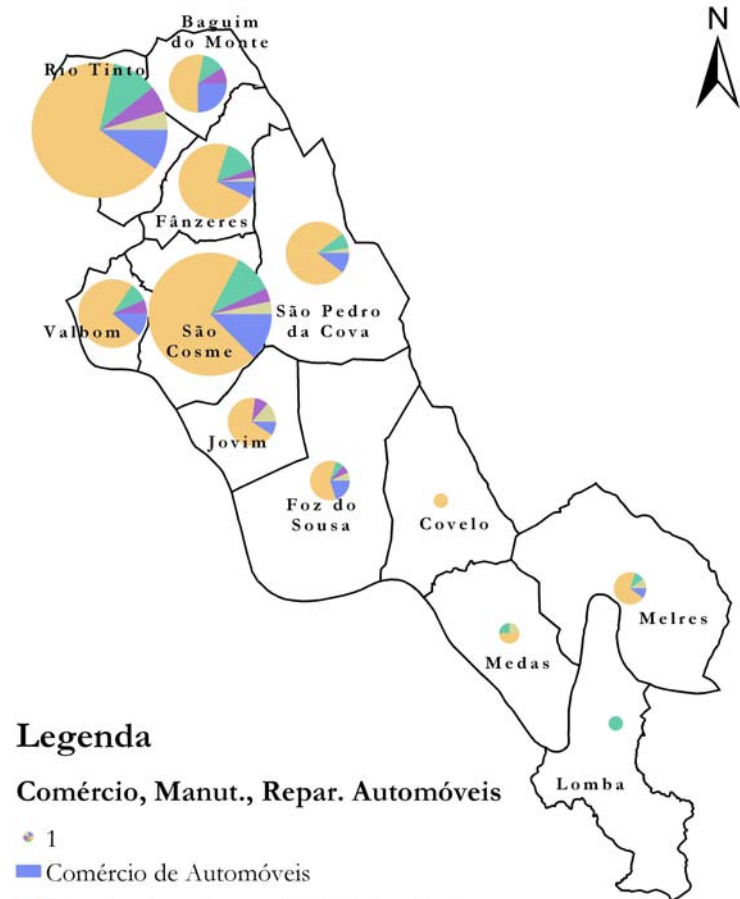 N
Baguim
do Monte
Rio Tinto
Fânzeres
São Pedro
da Cova
Valbom
São
Cosme
Jovim
Foz do
Sousa
Covelo
Melres
Medas
Lomba
Legenda
Comércio, Manut., Repar. Automóveis
1
Comércio de Automóveis